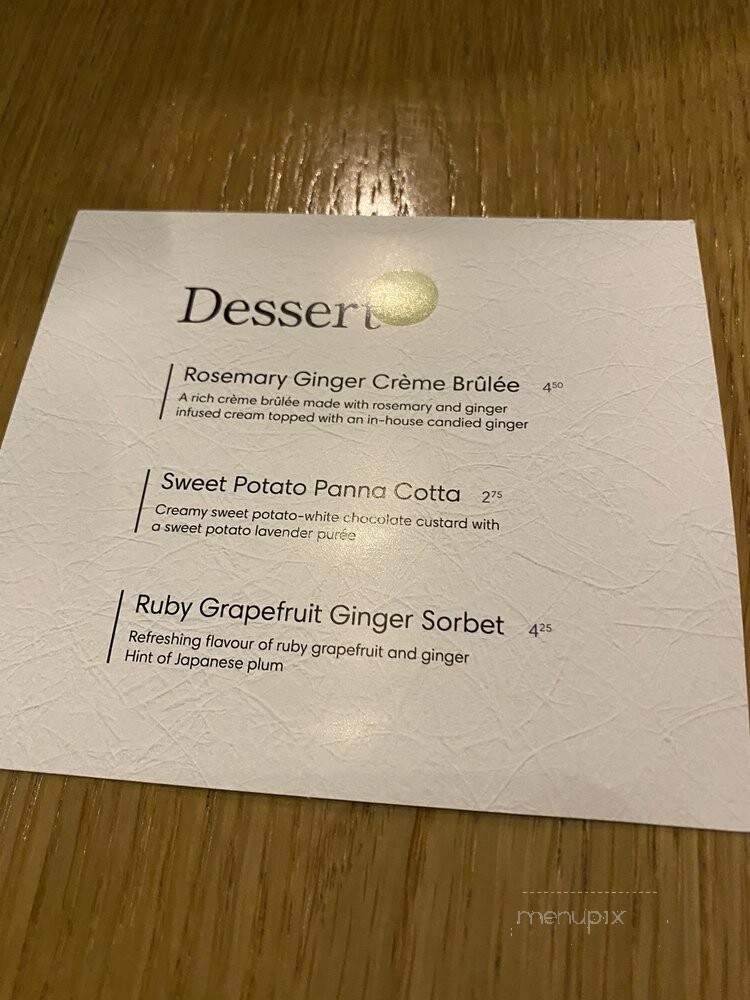 Dessert
Rosemary Ginger Crème Brûlée 4⁵⁰
A rich crème brûlée made with rosemary and ginger
infused cream topped with an in-house candied ginger
Sweet Potato Panna Cotta 2⁷⁵
Creamy sweet potato-white chocolate custard with
a sweet potato lavender purée
Ruby Grapefruit Ginger Sorbet 4²⁵
Refreshing flavour of ruby grapefruit and ginger
Hint of Japanese plum
menupix